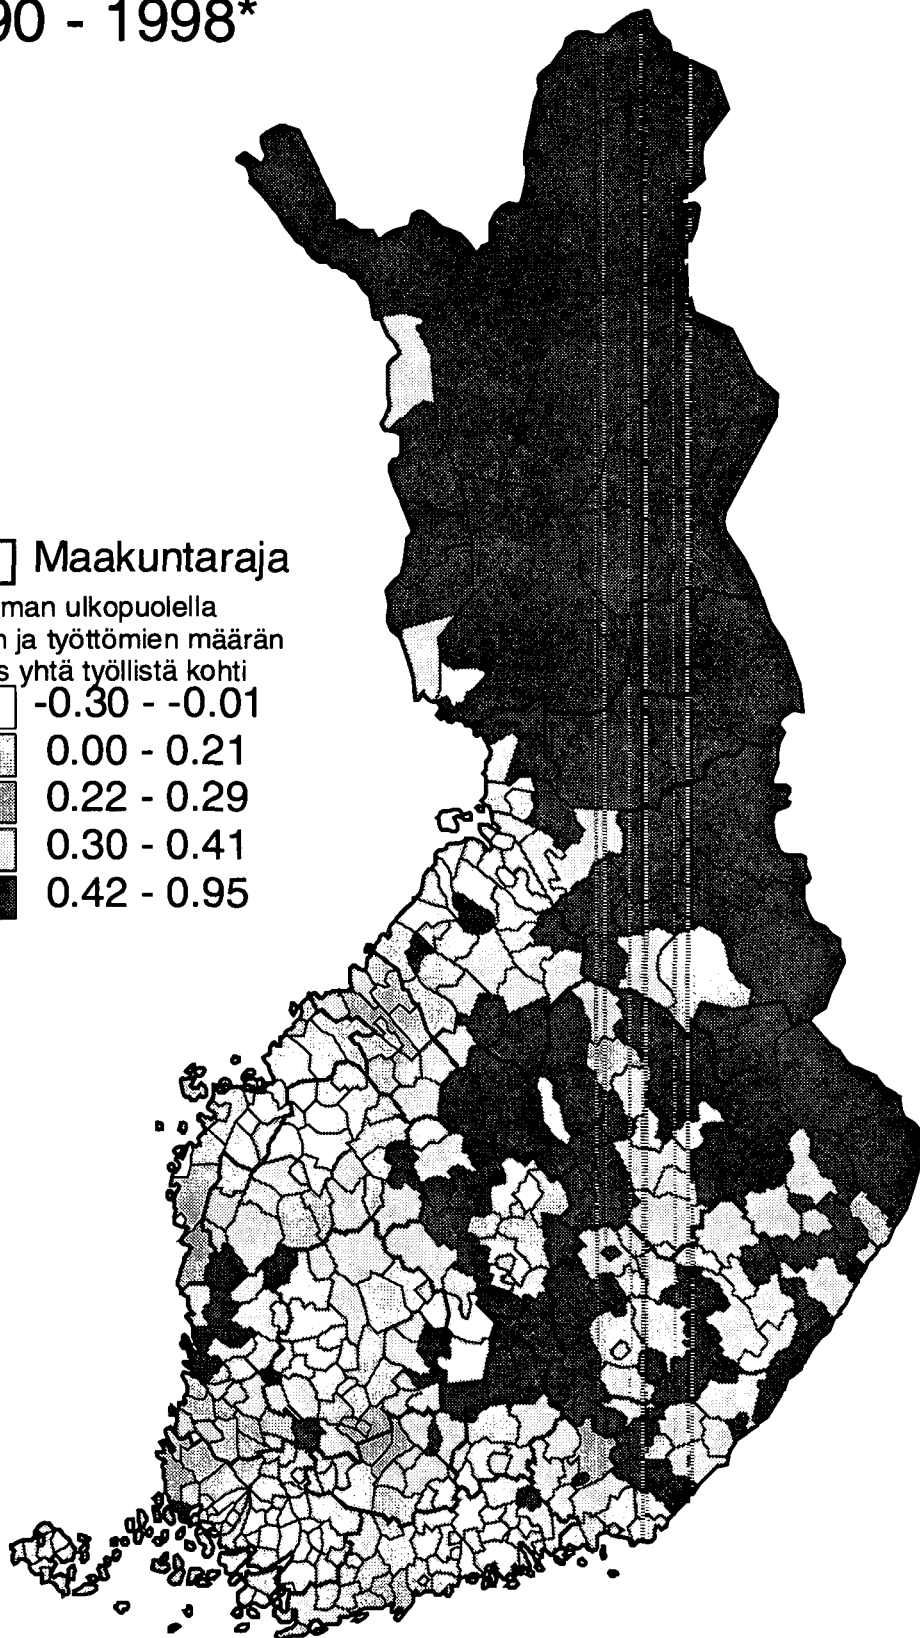 90 - 1998*
Maakuntaraja
man ulkopuolella
n ja työttömien määrän
s yhtä työllistä kohti
-0.30 - -0.01
0.00 - 0.21
0.22 - 0.29
0.30 - 0.41
0.42 - 0.95